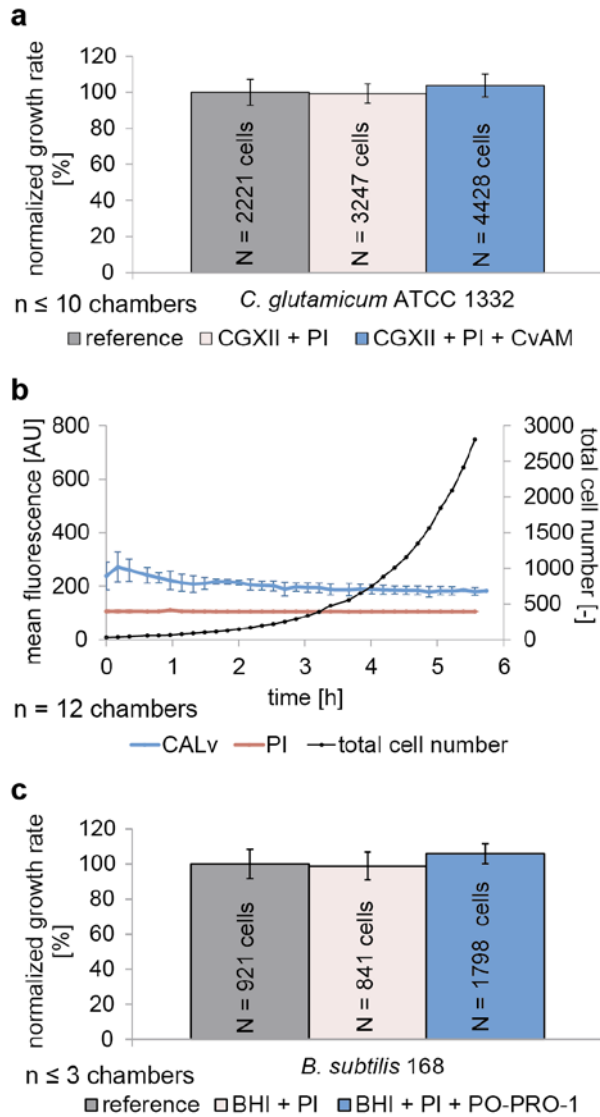 a
normalized growth rate
[%]
120
100
80
60
40
20
0
N = 2221 cells
N = 3247 cells
N = 4428 cells
n ≤ 10 chambers
C. glutamicum ATCC 1332
reference CGXII + PI CGXII + PI + CvAM
b
mean fluorescence [AU]
800
600
400
200
0
3000
2500
2000
1500
1000
500
0
total cell number [-]
0 1 2 3 4 5 6
time [h]
n = 12 chambers
CALv PI total cell number
c
normalized growth rate
[%]
120
100
80
60
40
20
0
N = 921 cells
N = 841 cells
N = 1798 cells
n ≤ 3 chambers
B. subtilis 168
reference BHI + PI BHI + PI + PO-PRO-1